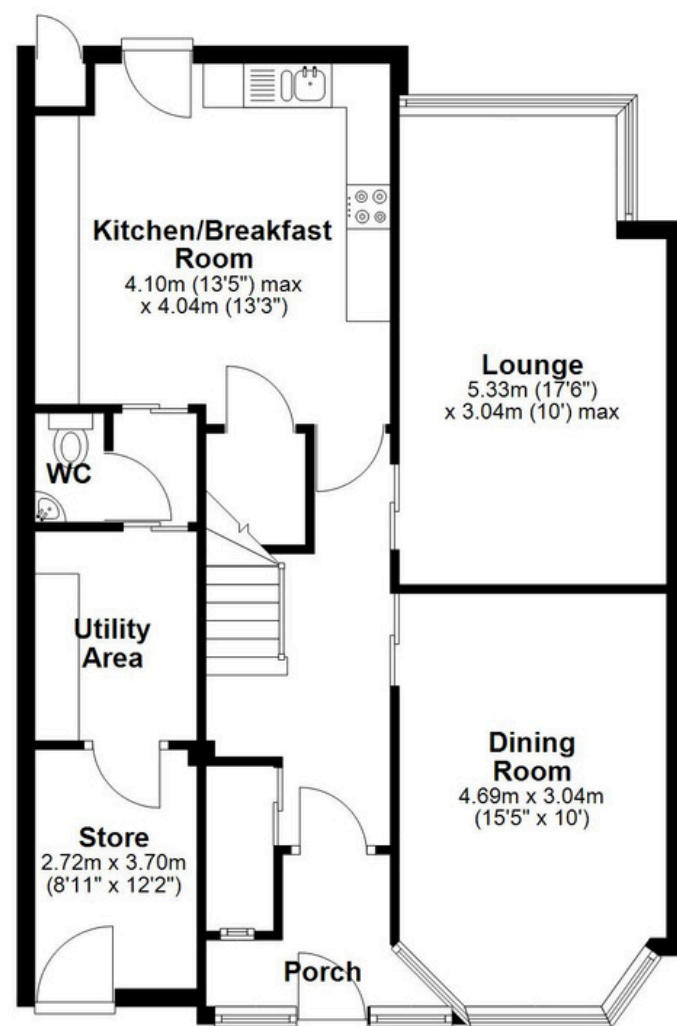 Kitchen/Breakfast
Room
4.10m (13'5") max
x 4.04m (13'3")
Lounge
5.33m (17'6")
x 3.04m (10') max
WC
Utility
Area
Dining
Room
4.69m x 3.04m
(15'5" x 10')
Store
2.72m x 3.70m
(8'11" x 12'2")
Porch